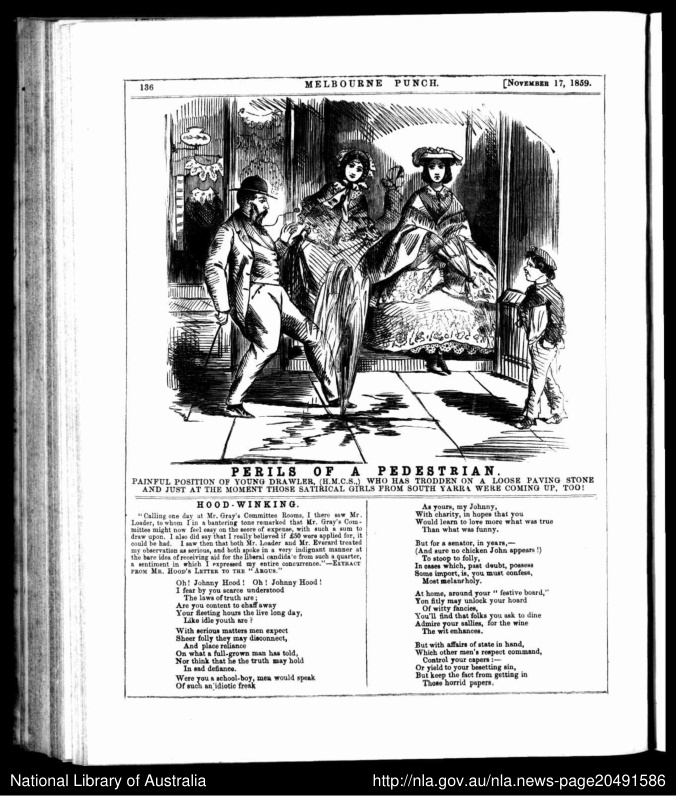 136
MELBOURNE PUNCH.
[NOVEMBER 17, 1859.
PERILS OF A PEDESTRIAN.
PAINFUL POSITION OF YOUNG DRAWLER, (H.M.C.S.,) WHO HAS TRODDEN ON A LOOSE PAVING STONE
AND JUST AT THE MOMENT THOSE SATIRICAL GIRLS FROM SOUTH YARRA WERE COMING UP, TOO!
HOOD-WINKING.
"Calling one day at Mr. Gray's Committee Rooms, I there saw Mr.
Loader, to whom I in a bantering tone remarked that Mr. Gray's Com-
mittee might now feel easy on the score of expense, with such a sum to
draw upon. I also did say that I really believed if £50 were applied for, it
could be had. I saw then that both Mr. Loader and Mr. Everard treated
my observation as serious, and both spoke in a very indignant manner at
the bare idea of receiving aid for the liberal candidate from such a quarter,
a sentiment in which I expressed my entire concurrence."—EXTRACT
FROM MR. HOOD'S LETTER TO THE "ARGUS."
Oh! Johnny Hood! Oh! Johnny Hood!
I fear by you scarce understood
The laws of truth are;
Are you content to chaff away
Your fleeting hours the live long day,
Like idle youth are?
With serious matters men expect
Sheer folly they may disconnect,
And place reliance
On what a full-grown man has told,
Nor think that he the truth may hold
In sad defiance.
Were you a school-boy, men would speak
Of such an idiotic freak
As yours, my Johnny,
With charity, in hopes that you
Would learn to love more what was true
Than what was funny.
But for a senator, in years,—
(And sure no chicken John appears!)
To stoop to folly,
In cases which, past doubt, possess
Some import, is, you must confess,
Most melancholy.
At home, around your "festive board,"
You fitly may unlock your hoard
Of witty fancies,
You'll find that folks you ask to dine
Admire your sallies, for the wine
The wit enhances.
But with affairs of state in hand,
Which other men's respect command,
Control your capers:—
Or yield to your besetting sin,
But keep the fact from getting in
Those horrid papers.
National Library of Australia
http://nla.gov.au/nla.news-page20491586